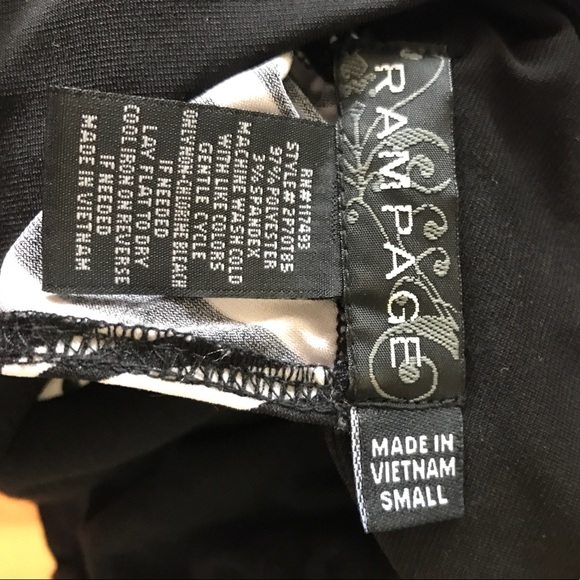 RAMPAGE
MADE IN
VIETNAM
SMALL
RN#117493
STYLE#2P70785
97% POLYESTER
3% SPANDEX
MACHINE WASH COLD
WITH LIKE COLORS
GENTLE CYCLE
ONLY NON-CHLORINE BLEACH
IF NEEDED
LAY FLAT TO DRY
COOL IRON ON REVERSE
IF NEEDED
MADE IN VIETNAM